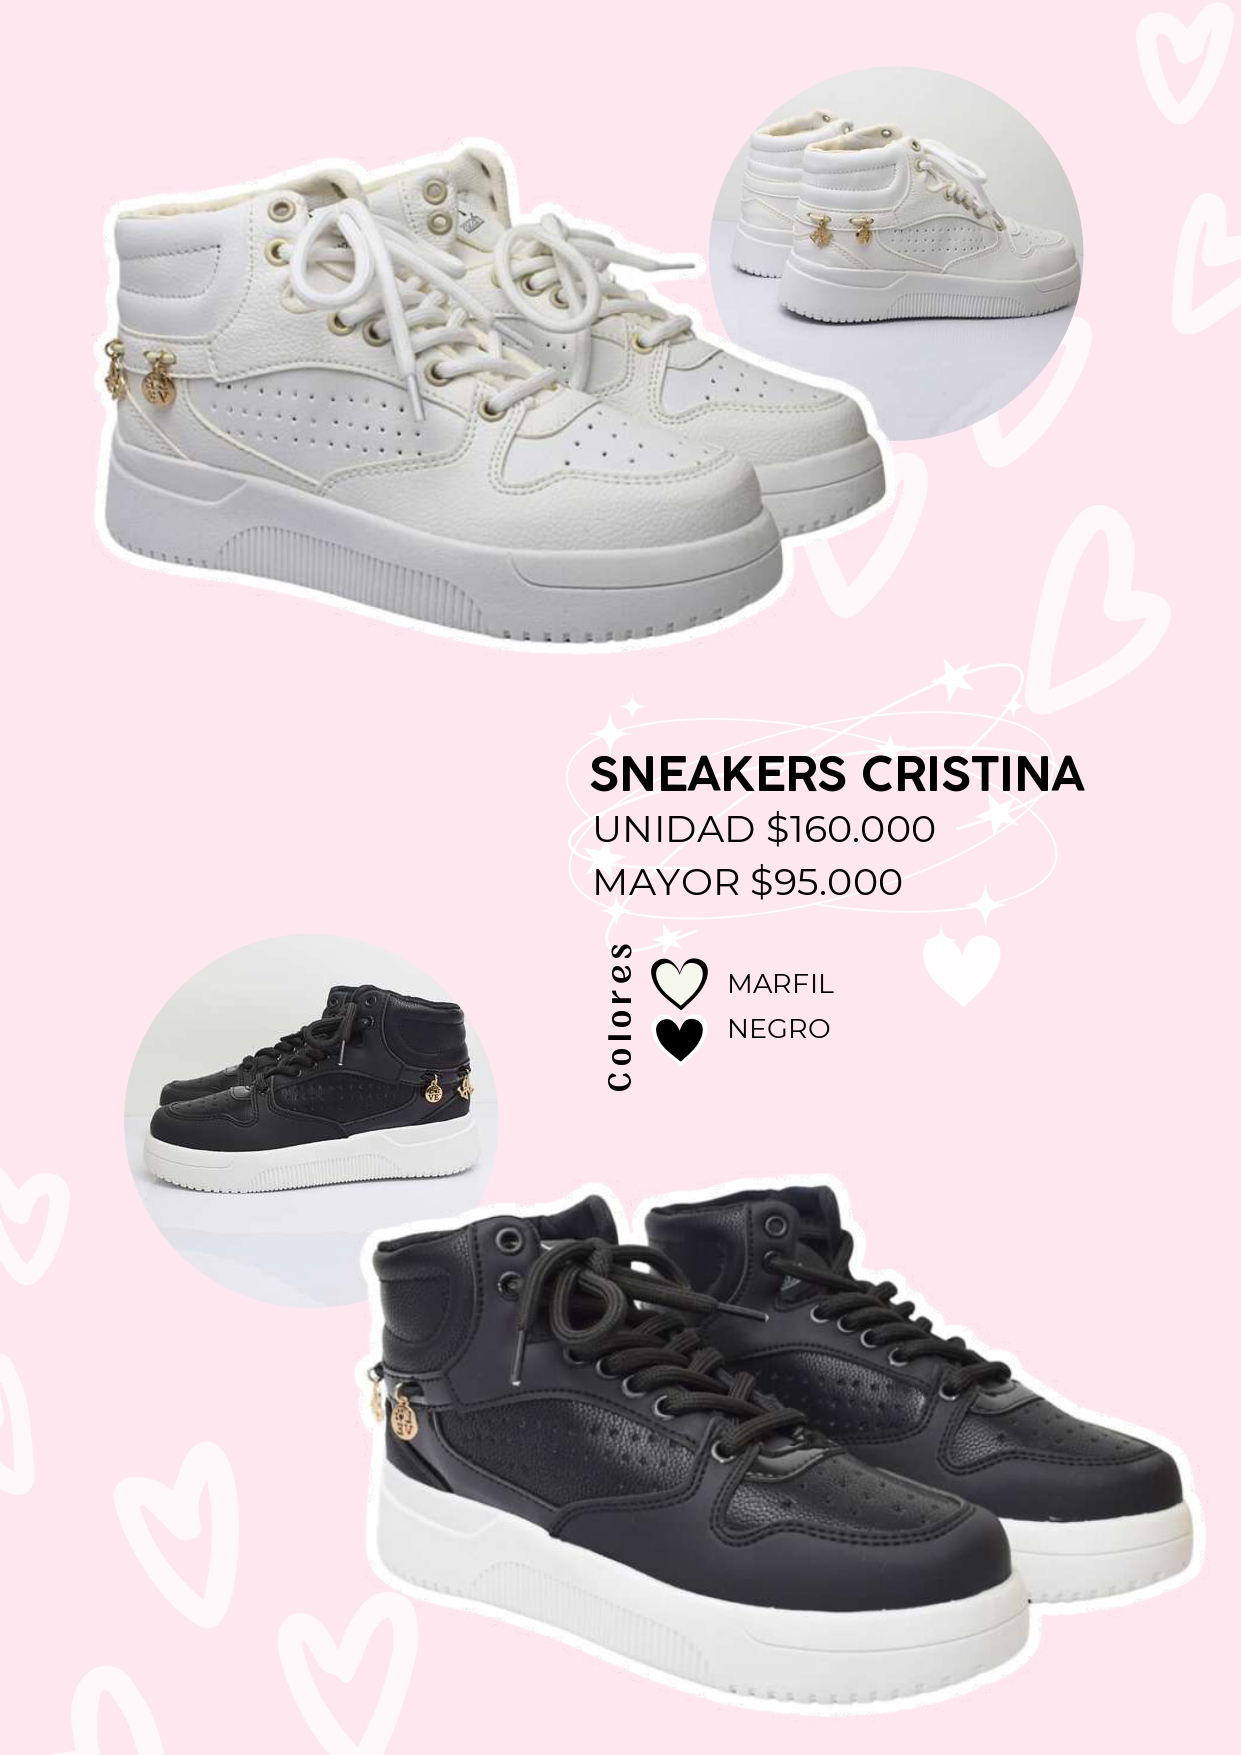 SNEAKERS CRISTINA
UNIDAD $160.000
MAYOR $95.000
Colores
MARFIL
NEGRO